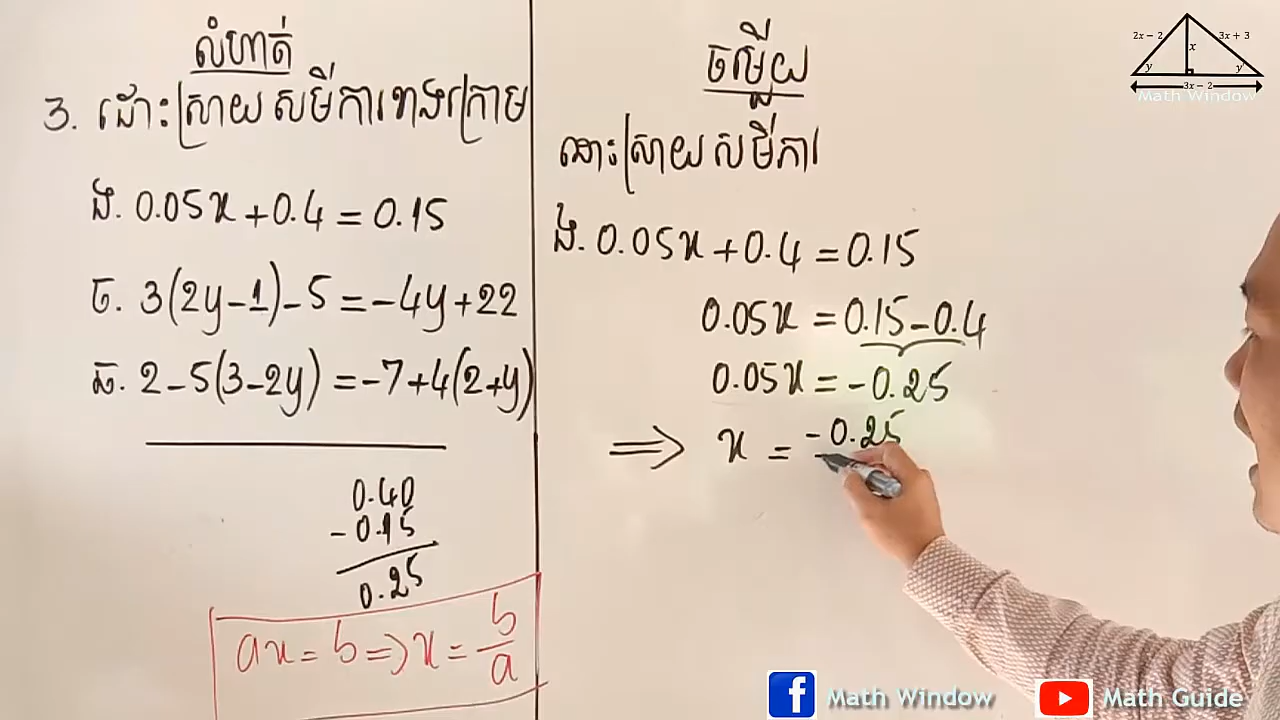 លំហាត់
3. ដោះស្រាយសមីការខាងក្រោម
ង. 0.05x + 0.4 = 0.15
ច. 3(2y - 1) - 5 = -4y + 22
ឆ. 2 - 5(3 - 2y) = -7 + 4(2 + y)
0.40
- 0.15
0.25
ax = b => x = b/a
ចម្លើយ
ដោះស្រាយសមីការ
ង. 0.05x + 0.4 = 0.15
0.05x = 0.15 - 0.4
0.05x = -0.25
=> x = -0.25
2x - 2
3x + 3
x
y
y
3x - 2
Math Window
Math Window
Math Guide